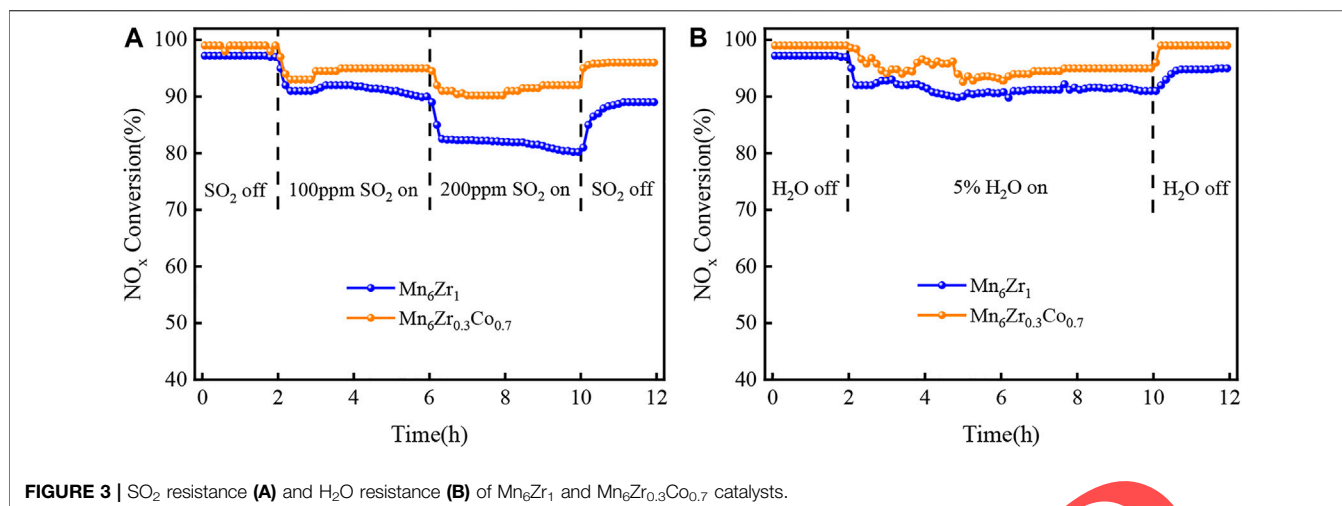 A
100
90
80
70
60
50
40
NOx Conversion(%)
SO2 off
100ppm SO2 on
200ppm SO2 on
SO2 off
Mn6Zr1
Mn6Zr0.3Co0.7
0 2 4 6 8 10 12
Time(h)
B
100
90
80
70
60
50
40
NOx Conversion(%)
H2O off
5% H2O on
H2O off
Mn6Zr1
Mn6Zr0.3Co0.7
0 2 4 6 8 10 12
Time(h)
FIGURE 3 | SO2 resistance (A) and H2O resistance (B) of Mn6Zr1 and Mn6Zr0.3Co0.7 catalysts.